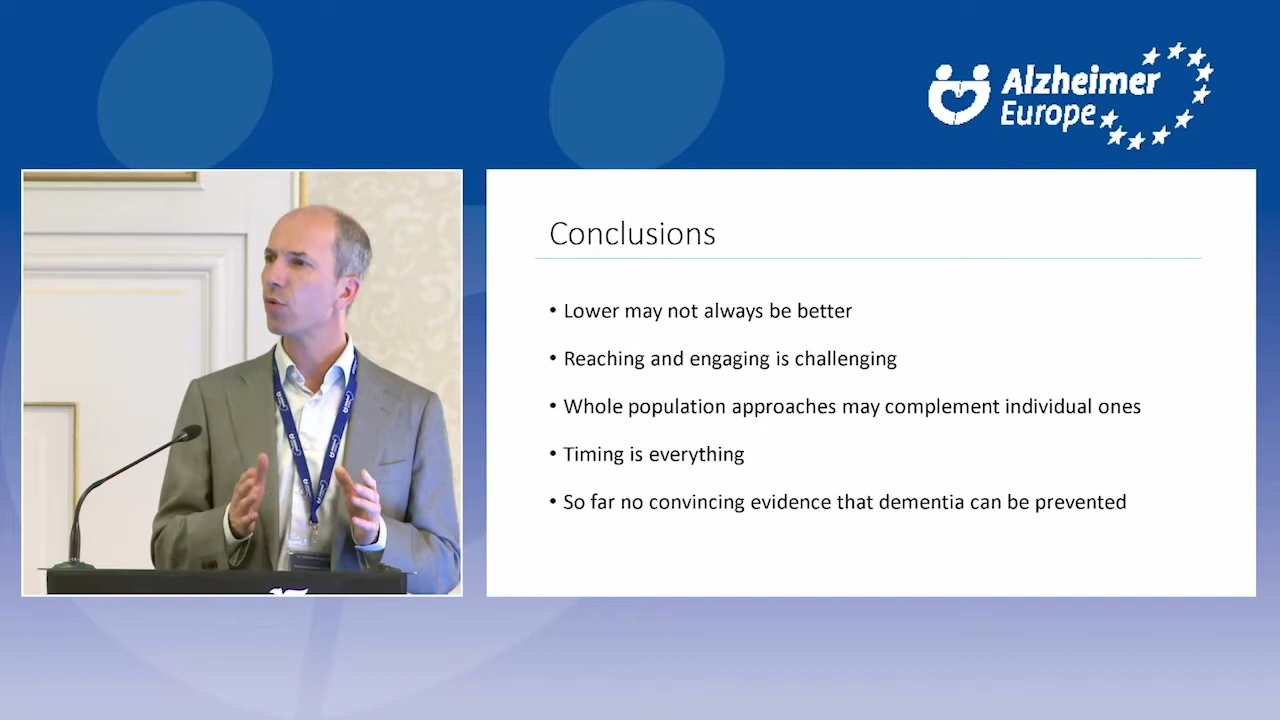 Alzheimer
Europe
Conclusions
• Lower may not always be better
• Reaching and engaging is challenging
• Whole population approaches may complement individual ones
• Timing is everything
• So far no convincing evidence that dementia can be prevented